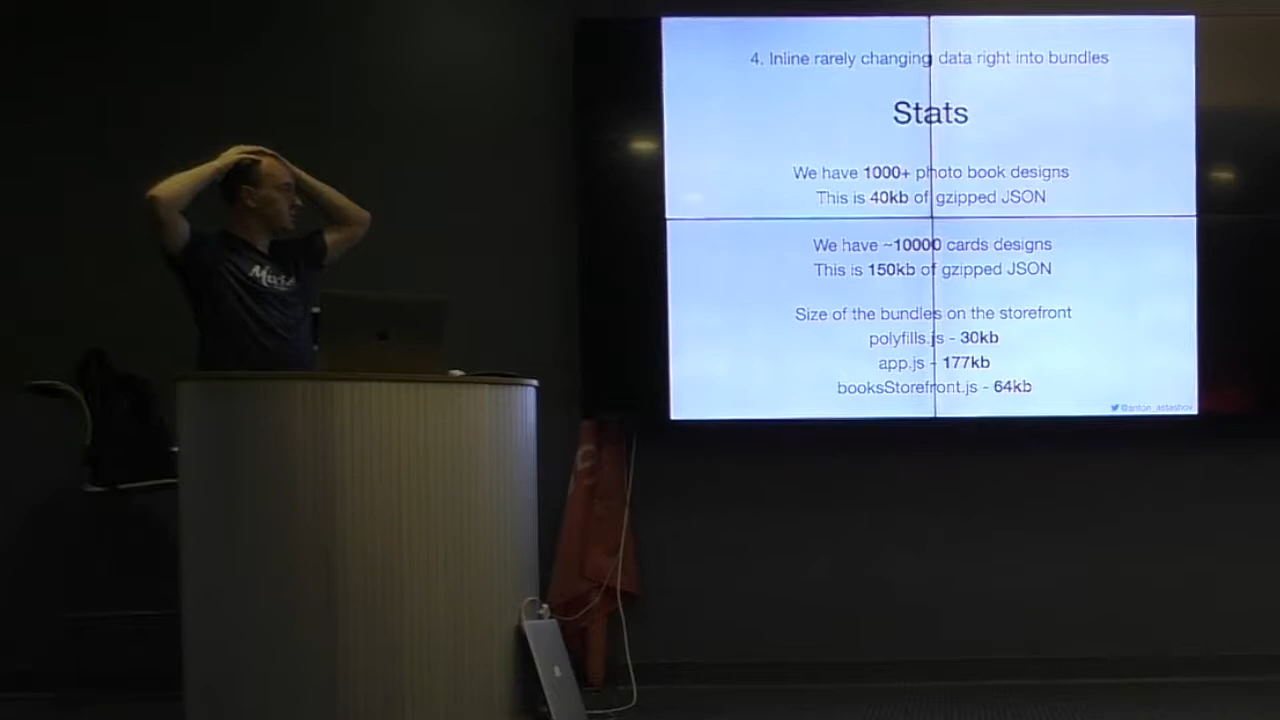 4. Inline rarely changing data right into bundles
Stats
We have 1000+ photo book designs
This is 40kb of gzipped JSON
We have ~10000 cards designs
This is 150kb of gzipped JSON
Size of the bundles on the storefront
polyfills.js - 30kb
app.js - 177kb
booksStorefront.js - 64kb
@anton_astashov